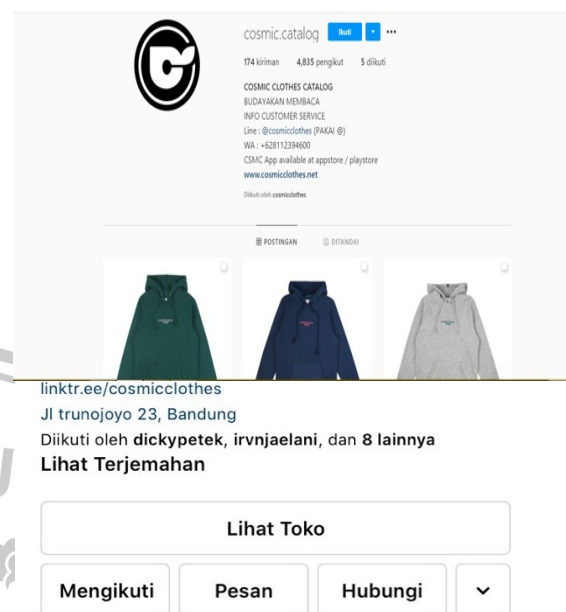 cosmic.catalog Ikuti
174 kiriman 4,835 pengikut 5 diikuti
COSMIC CLOTHES CATALOG
BUDAYAKAN MEMBACA
INFO CUSTOMER SERVICE
Line : @cosmicclothes (PAKAI @)
WA : +628112394600
CSMC App available at appstore / playstore
www.cosmicclothes.net
Diikuti oleh cosmicclothes
POSTINGAN DITANDAI
linktr.ee/cosmicclothes
Jl trunojoyo 23, Bandung
Diikuti oleh dickypetek, irvnjaelani, dan 8 lainnya
Lihat Terjemahan
Lihat Toko
Mengikuti Pesan Hubungi